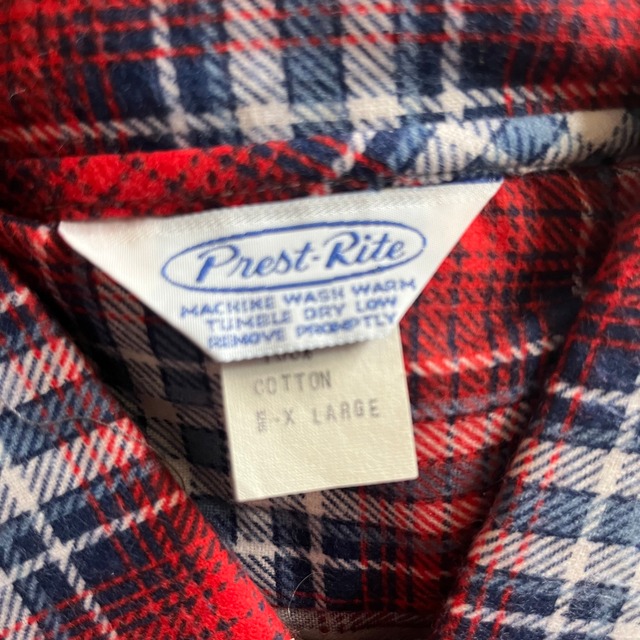 Prest-Rite
MACHINE WASH WARM
TUMBLE DRY LOW
REMOVE PROMPTLY
COTTON
X LARGE